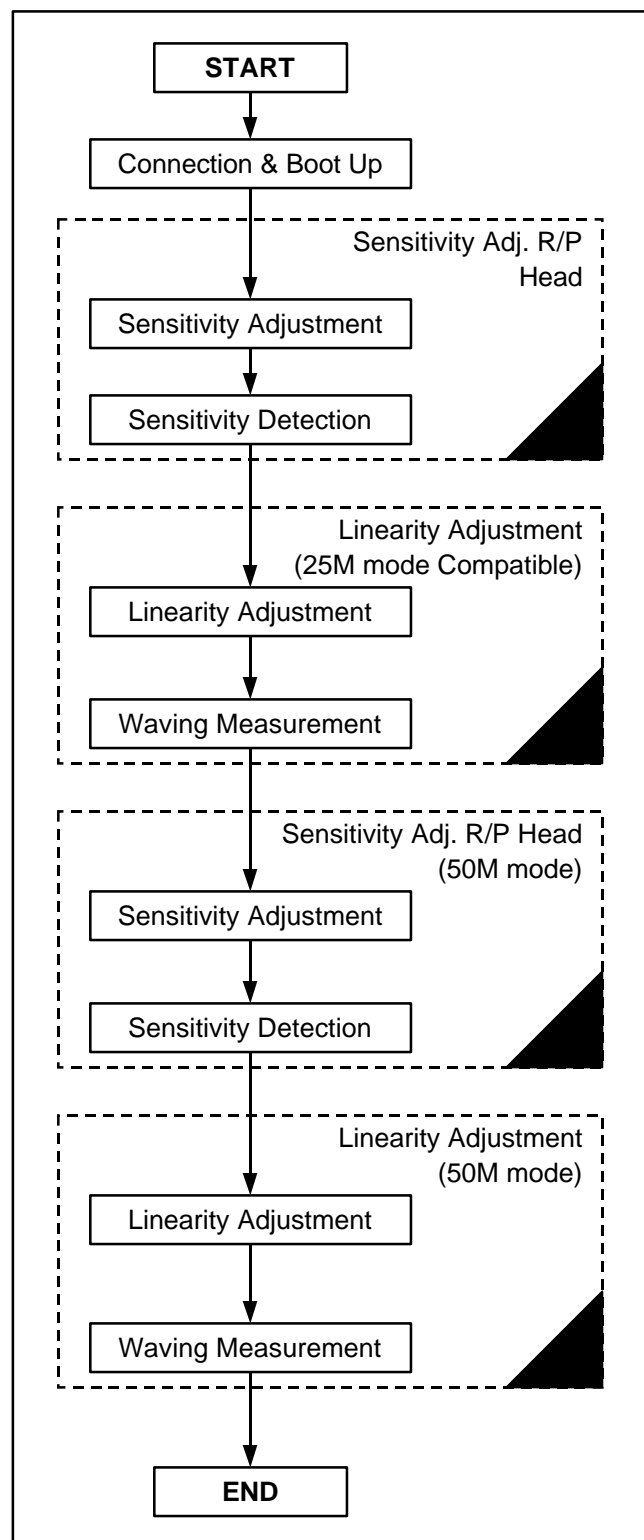 START
Connection & Boot Up
Sensitivity Adj. R/P
Head
Sensitivity Adjustment
Sensitivity Detection
Linearity Adjustment
(25M mode Compatible)
Linearity Adjustment
Waving Measurement
Sensitivity Adj. R/P Head
(50M mode)
Sensitivity Adjustment
Sensitivity Detection
Linearity Adjustment
(50M mode)
Linearity Adjustment
Waving Measurement
END